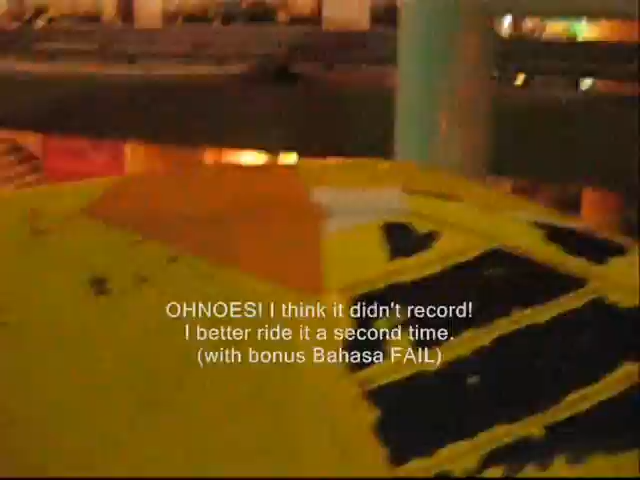 OHNOES! I think it didn't record!
I better ride it a second time.
(with bonus Bahasa FAIL)